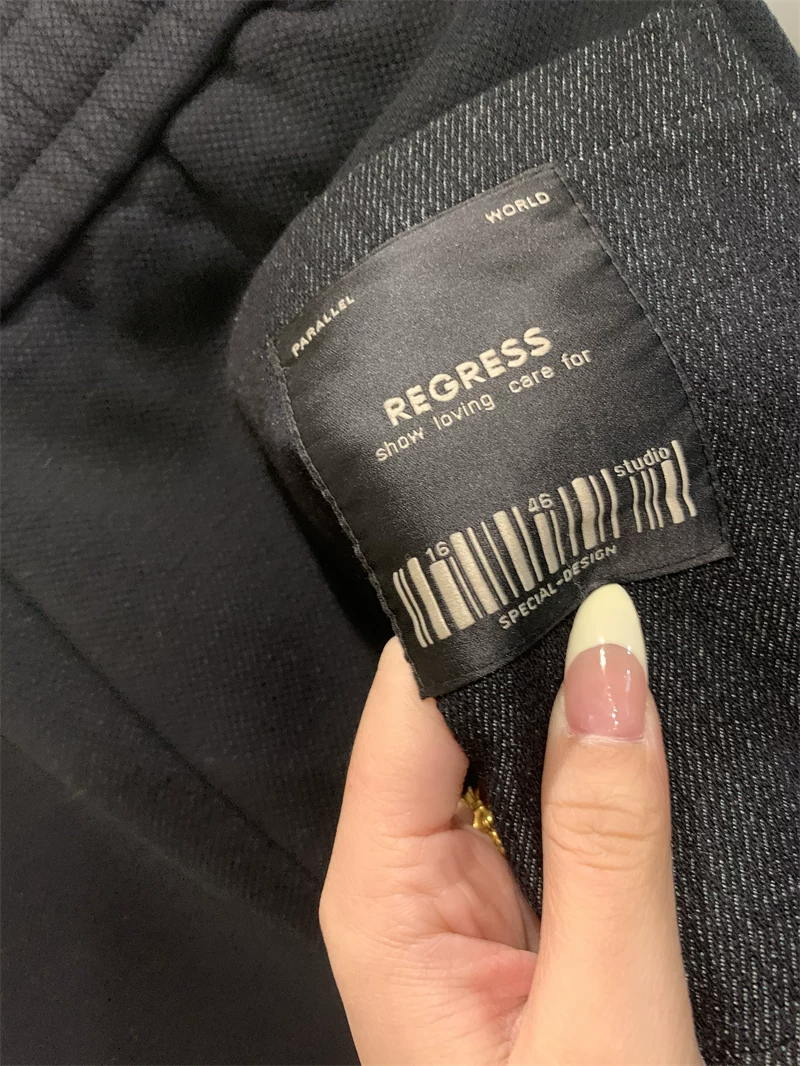 PARALLEL WORLD
REGRESS
show loving care for
16 46 studio
SPECIAL-DESIGN